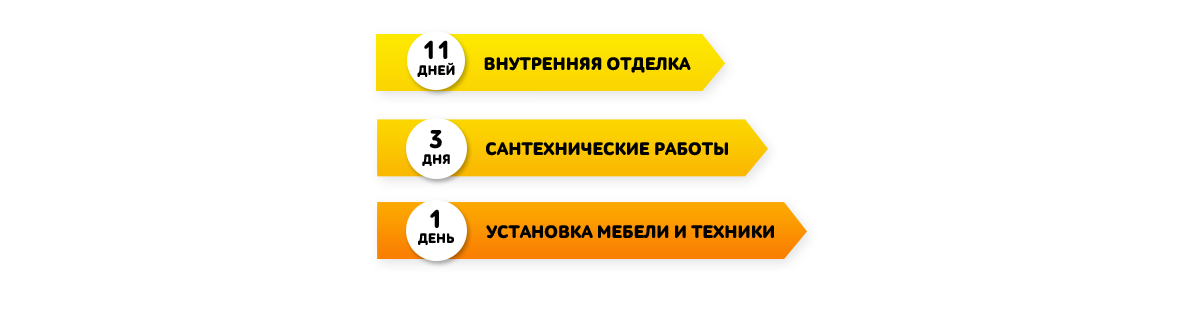 11
ДНЕЙ
ВНУТРЕННЯЯ ОТДЕЛКА
3
ДНЯ
САНТЕХНИЧЕСКИЕ РАБОТЫ
1
ДЕНЬ
УСТАНОВКА МЕБЕЛИ И ТЕХНИКИ